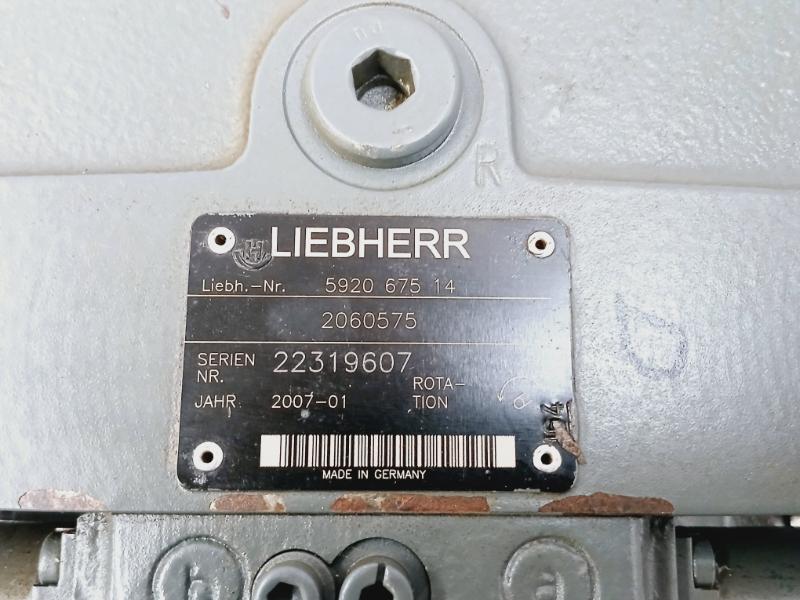 R
LIEBHERR
Liebh.-Nr. 5920 675 14
2060575
SERIEN NR. 22319607
JAHR 2007-01 ROTA-TION
MADE IN GERMANY